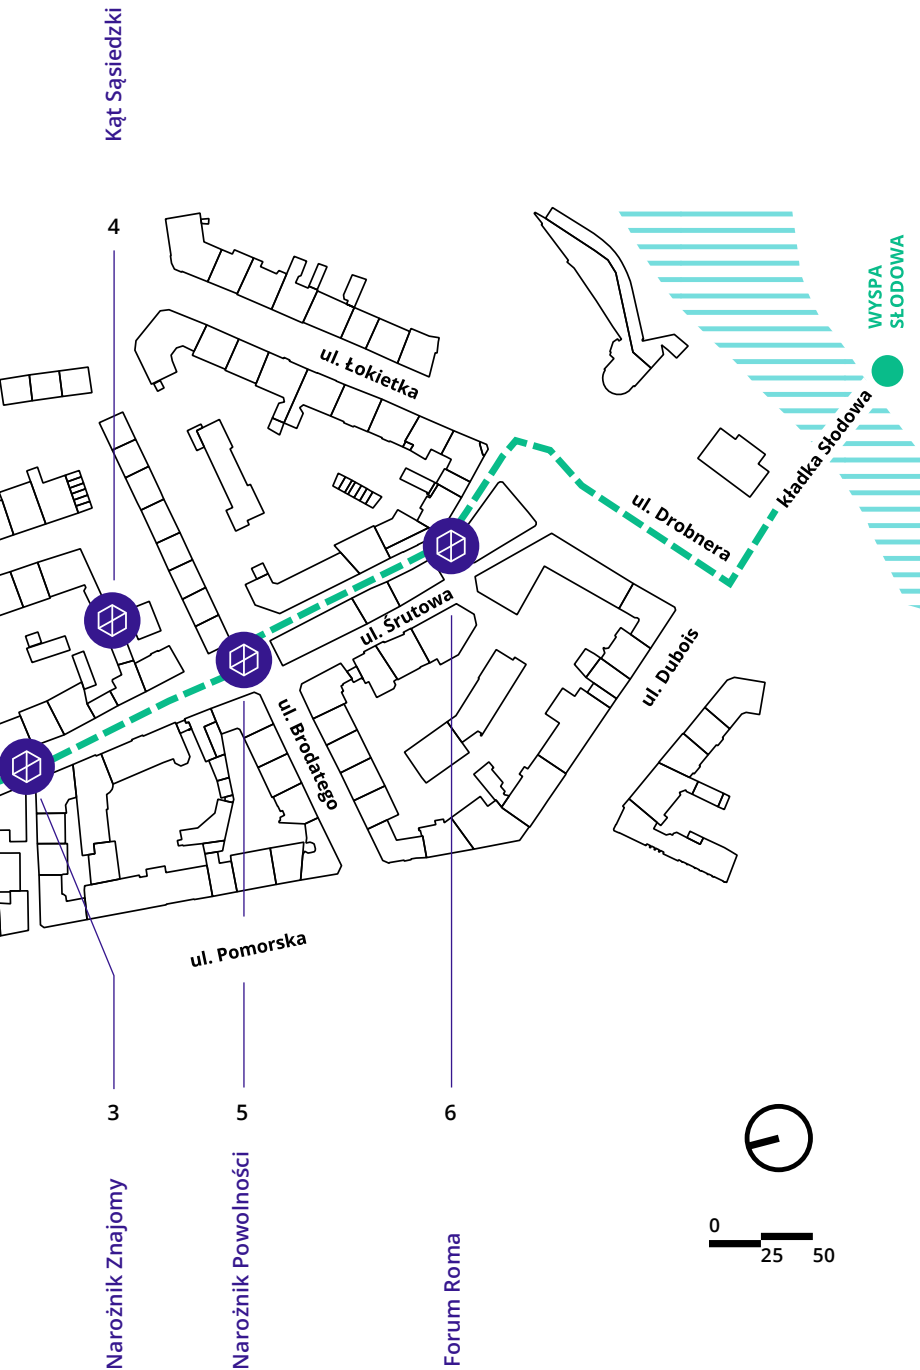 Kąt Sąsiedzki
4
WYSPA
SŁODOWA
ul. Łokietka
kładka Słodowa
ul. Drobnera
ul. Śrutowa
ul. Dubois
ul. Brodatego
ul. Pomorska
3
5
6
Narożnik Znajomy
Narożnik Powolności
Forum Roma
0
25
50